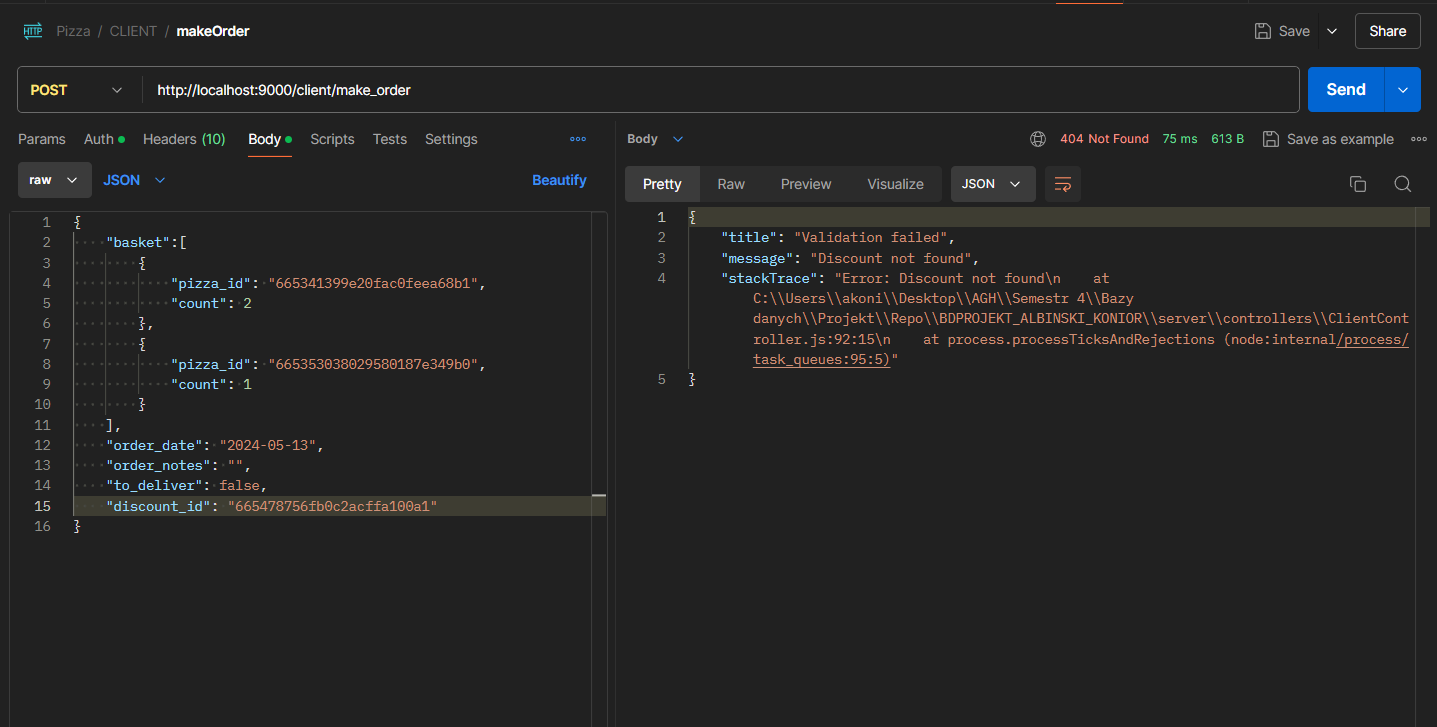 HTTP Pizza / CLIENT / makeOrder Save Share
POST http://localhost:9000/client/make_order Send
Params Auth Headers (10) Body Scripts Tests Settings
raw JSON Beautify
1 {
2 "basket":[
3 {
4 "pizza_id": "665341399e20fac0feea68b1",
5 "count": 2
6 },
7 {
8 "pizza_id": "665353038029580187e349b0",
9 "count": 1
10 }
11 ],
12 "order_date": "2024-05-13",
13 "order_notes": "",
14 "to_deliver": false,
15 "discount_id": "665478756fb0c2acffa100a1"
16 }
Body 404 Not Found 75 ms 613 B Save as example
Pretty Raw Preview Visualize JSON
1 {
2 "title": "Validation failed",
3 "message": "Discount not found",
4 "stackTrace": "Error: Discount not found\n    at
C:\\Users\\akoni\\Desktop\\AGH\\Semestr 4\\Bazy
danych\\Projekt\\Repo\\BDPROJEKT_ALBINSKI_KONIOR\\server\\controllers\\ClientCont
roller.js:92:15\n    at process.processTicksAndRejections (node:internal/process/
task_queues:95:5)"
5 }